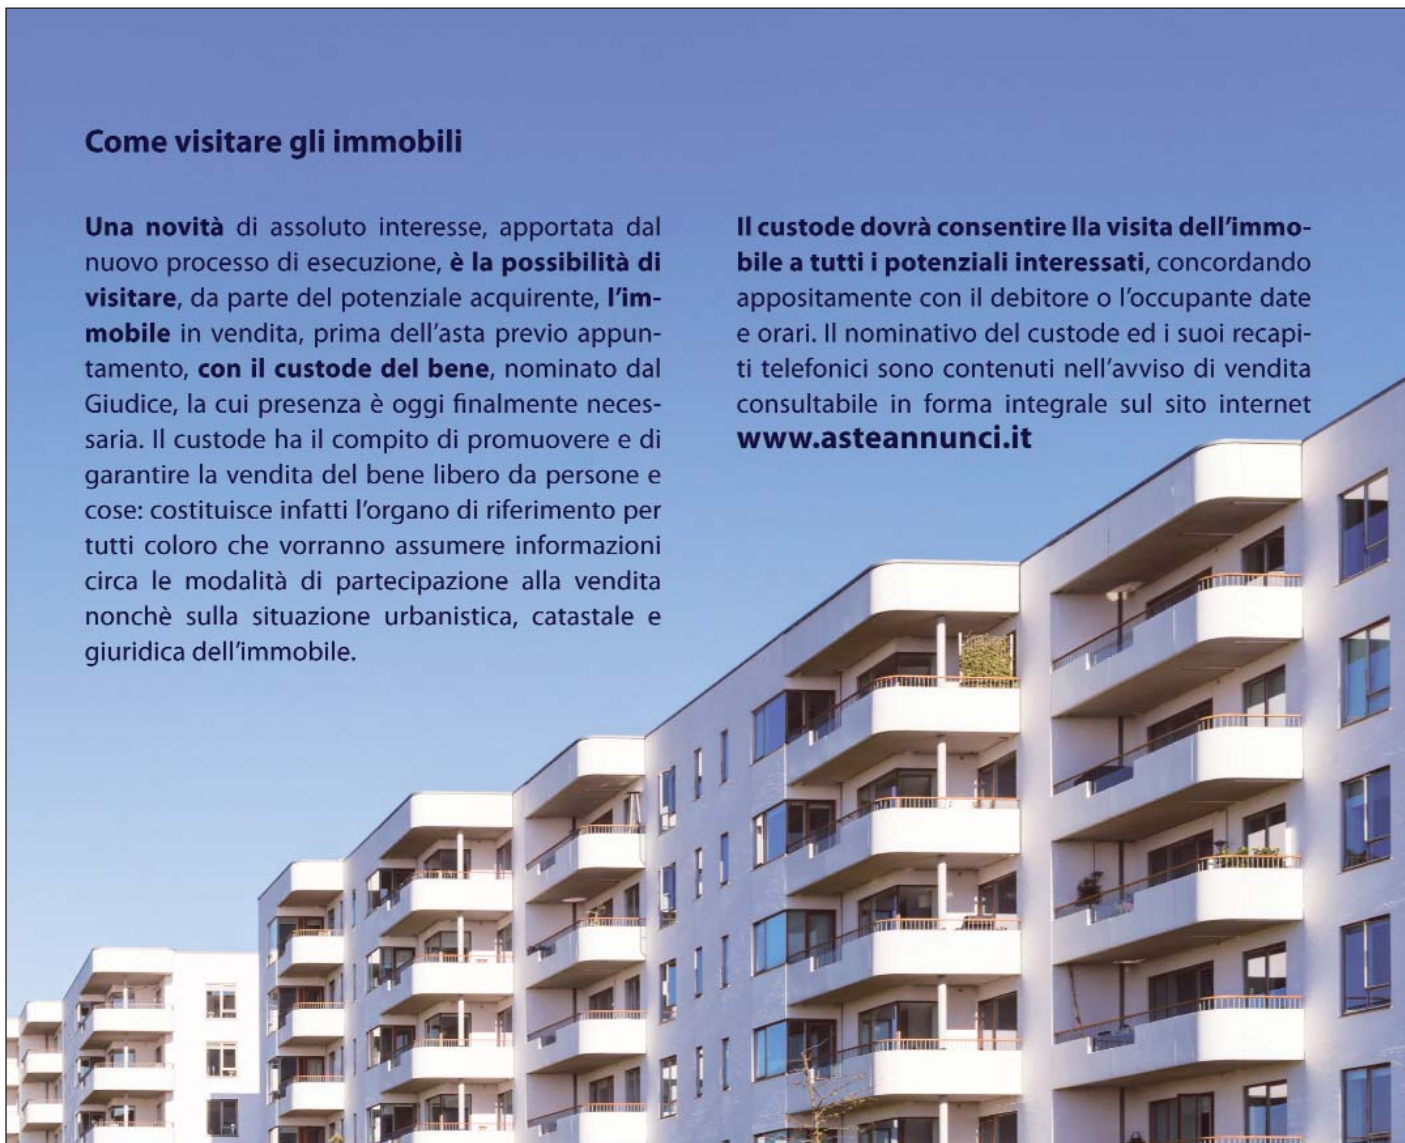 Come visitare gli immobili
Una novità di assoluto interesse, apportata dal
nuovo processo di esecuzione, è la possibilità di
visitare, da parte del potenziale acquirente, l’im-
mobile in vendita, prima dell’asta previo appun-
tamento, con il custode del bene, nominato dal
Giudice, la cui presenza è oggi finalmente neces-
saria. Il custode ha il compito di promuovere e di
garantire la vendita del bene libero da persone e
cose: costituisce infatti l’organo di riferimento per
tutti coloro che vorranno assumere informazioni
circa le modalità di partecipazione alla vendita
nonchè sulla situazione urbanistica, catastale e
giuridica dell’immobile.
Il custode dovrà consentire lla visita dell’immo-
bile a tutti i potenziali interessati, concordando
appositamente con il debitore o l’occupante date
e orari. Il nominativo del custode ed i suoi recapi-
ti telefonici sono contenuti nell’avviso di vendita
consultabile in forma integrale sul sito internet
www.asteannunci.it